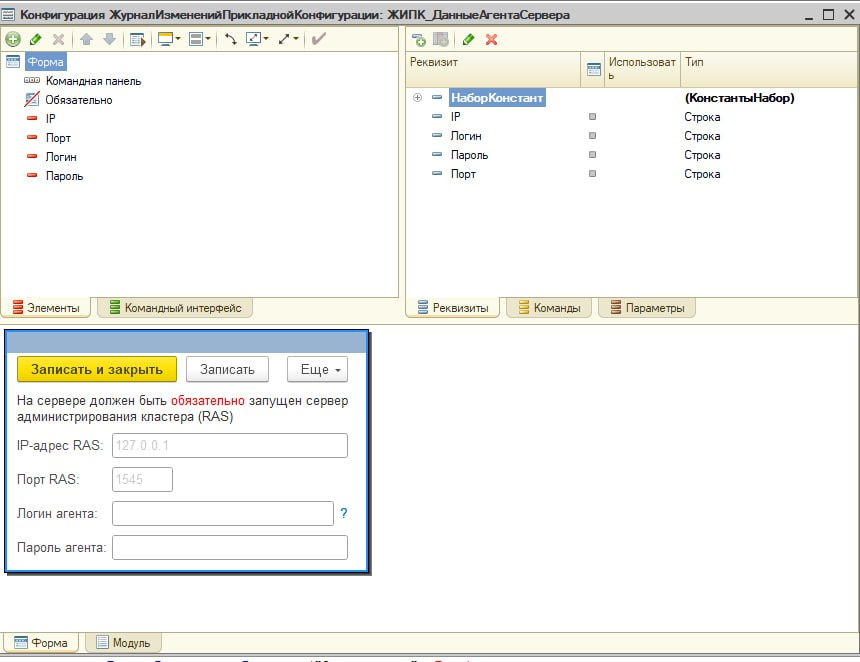 Конфигурация ЖурналИзмененийПрикладнойКонфигурации: ЖИПК_ДанныеАгентаСервера
Форма
Командная панель
Обязательно
IP
Порт
Логин
Пароль
Элементы
Командный интерфейс
Реквизит
Использовать
Тип
НаборКонстант (КонстантыНабор)
IP Строка
Логин Строка
Пароль Строка
Порт Строка
Реквизиты
Команды
Параметры
Записать и закрыть
Записать
Еще
На сервере должен быть обязательно запущен сервер
администрирования кластера (RAS)
IP-адрес RAS: 127.0.0.1
Порт RAS: 1545
Логин агента: ?
Пароль агента:
Форма
Модуль